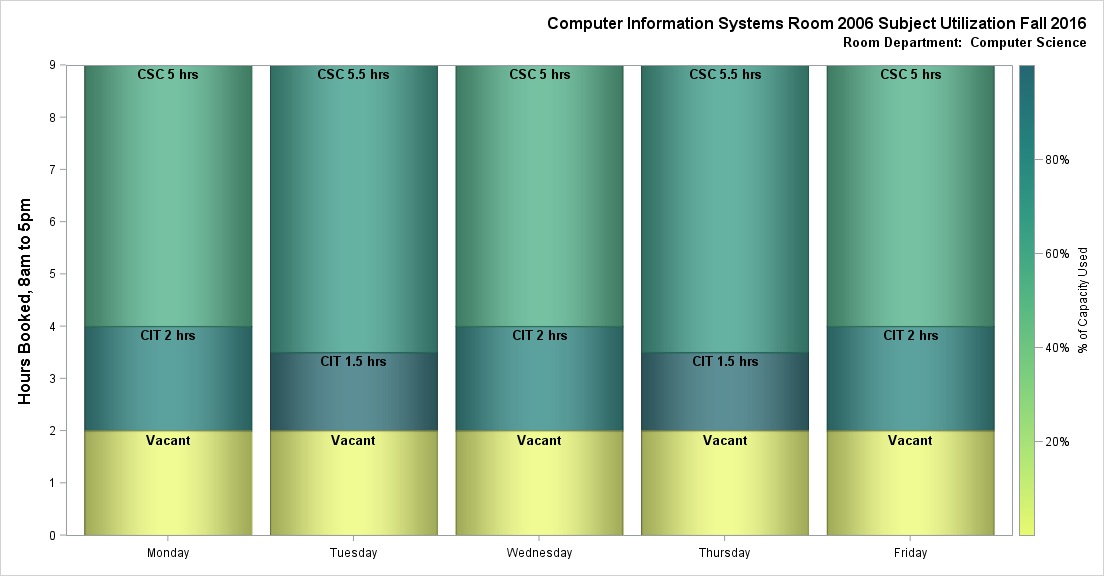 Computer Information Systems Room 2006 Subject Utilization Fall 2016
Room Department:  Computer Science
Hours Booked, 8am to 5pm
9
8
7
6
5
4
3
2
1
0
CSC 5 hrs
CSC 5.5 hrs
CSC 5 hrs
CSC 5.5 hrs
CSC 5 hrs
CIT 2 hrs
CIT 1.5 hrs
CIT 2 hrs
CIT 1.5 hrs
CIT 2 hrs
Vacant
Vacant
Vacant
Vacant
Vacant
Monday
Tuesday
Wednesday
Thursday
Friday
80%
60%
40%
20%
% of Capacity Used